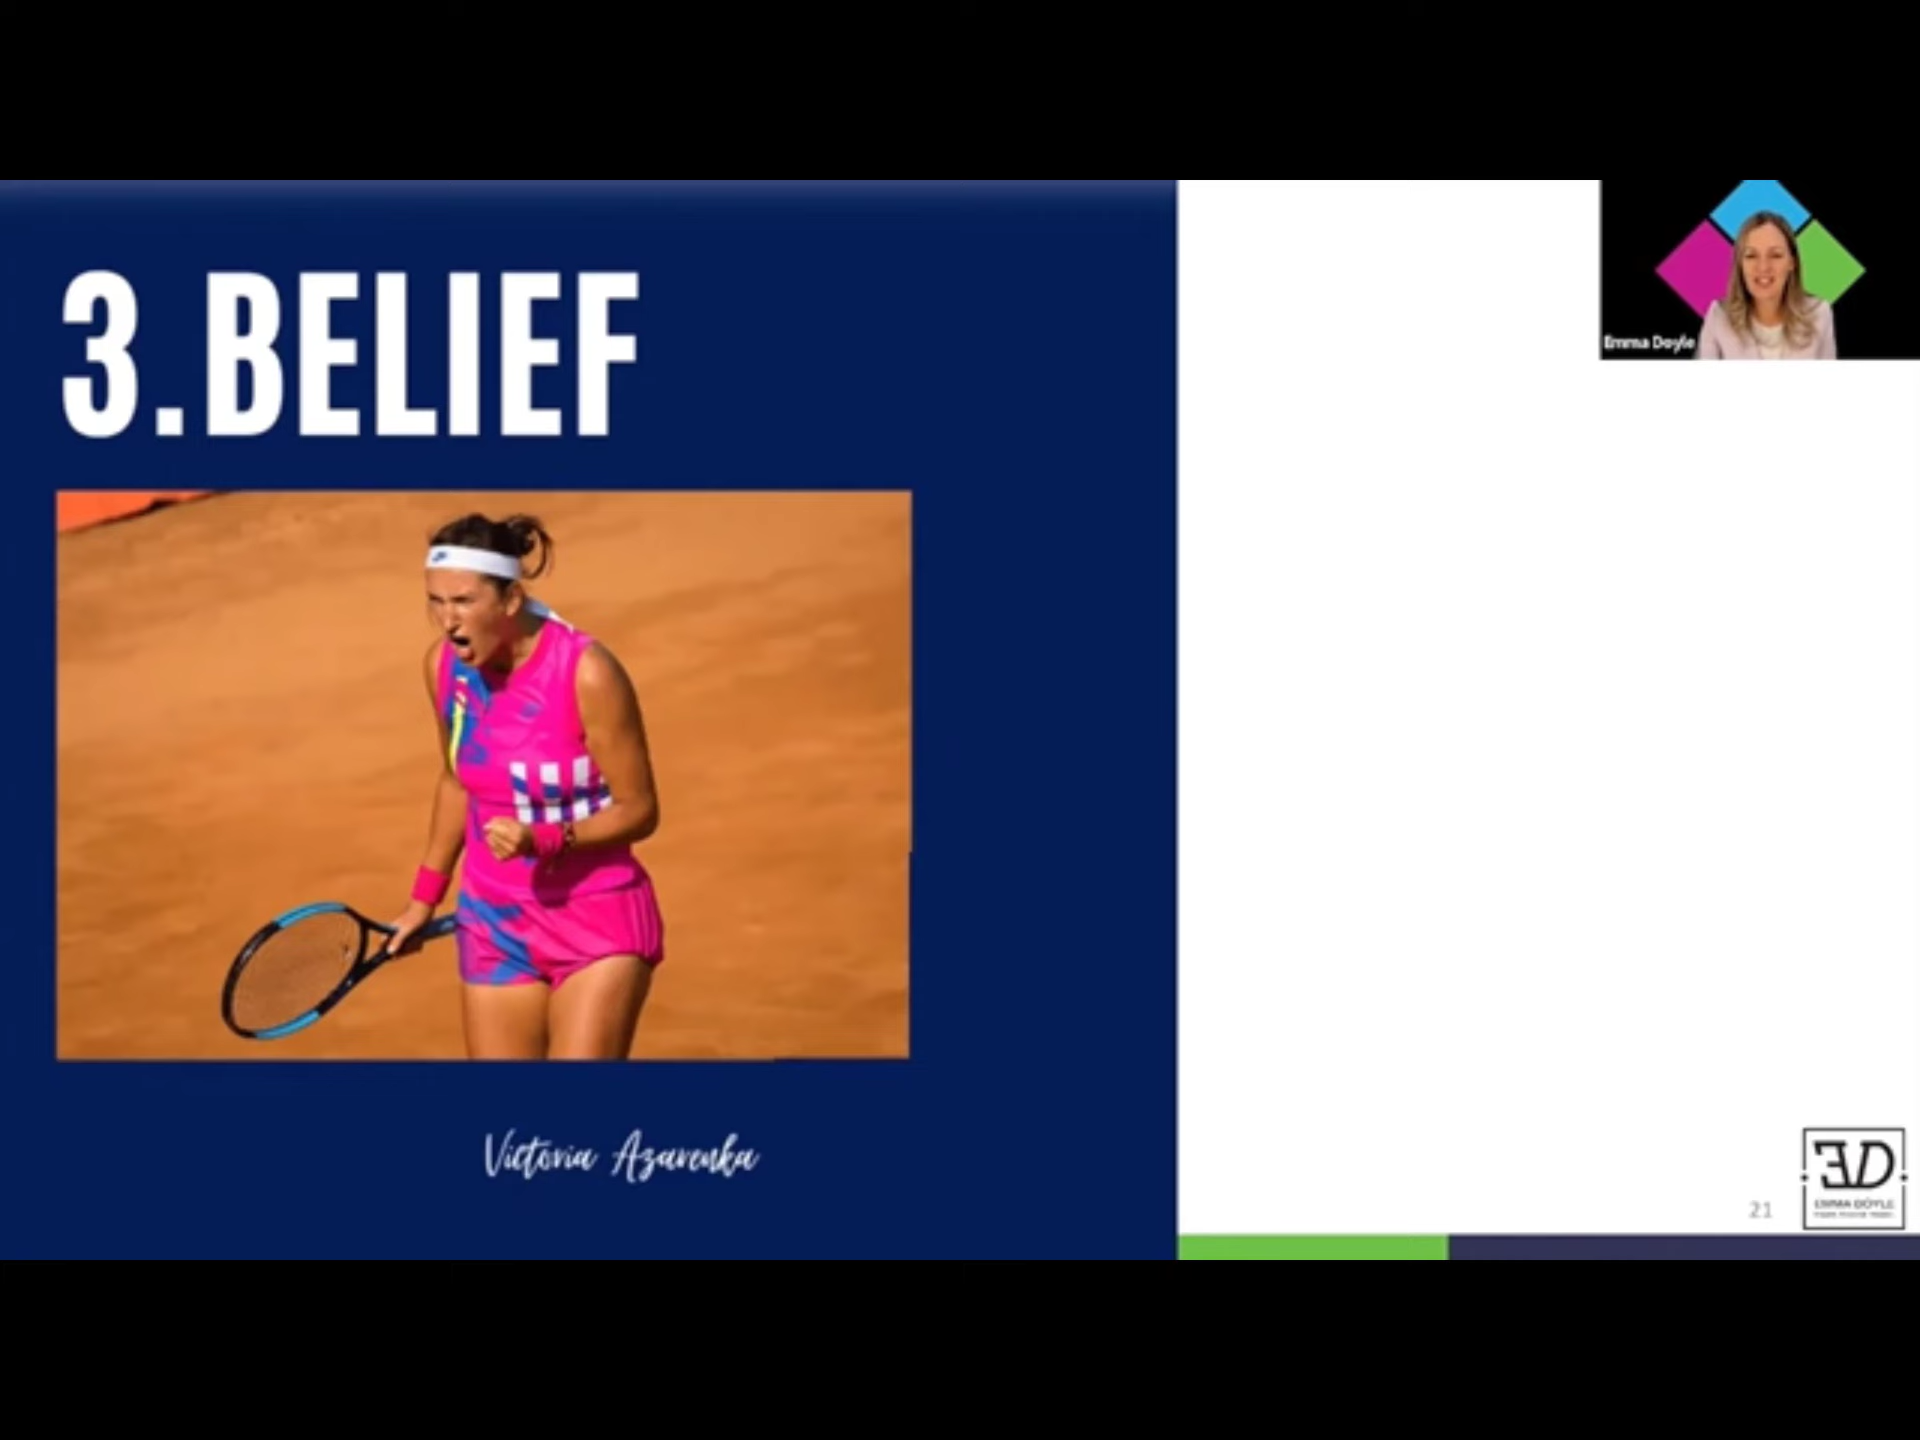 3.BELIEF
Emma Doyle
Victoria Azarenka
21
ED
EMMA DOYLE